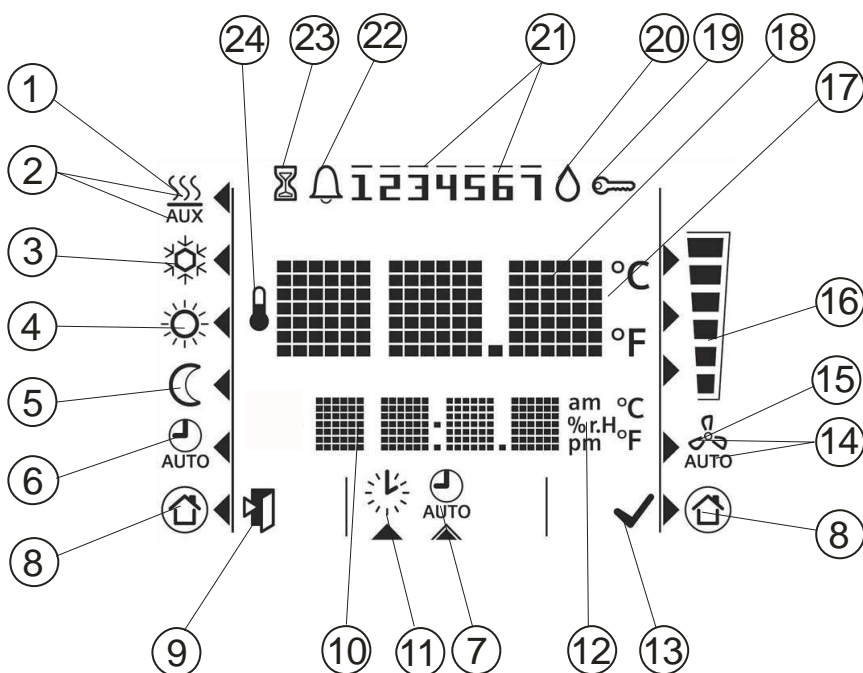 24 23 22 21 20 19 18
1 17
2 1234567
AUX
3 °C
4 °F 16
5 am °C 15
%r.H
6 AUTO pm °F AUTO 14
AUTO
8 8
9 10 11 7 12 13